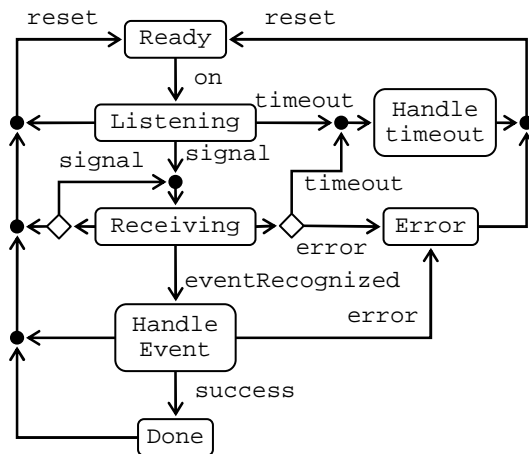 reset
reset
Ready
on
timeout
Handle
timeout
Listening
signal
signal
timeout
Receiving
Error
error
eventRecognized
error
Handle
Event
success
Done